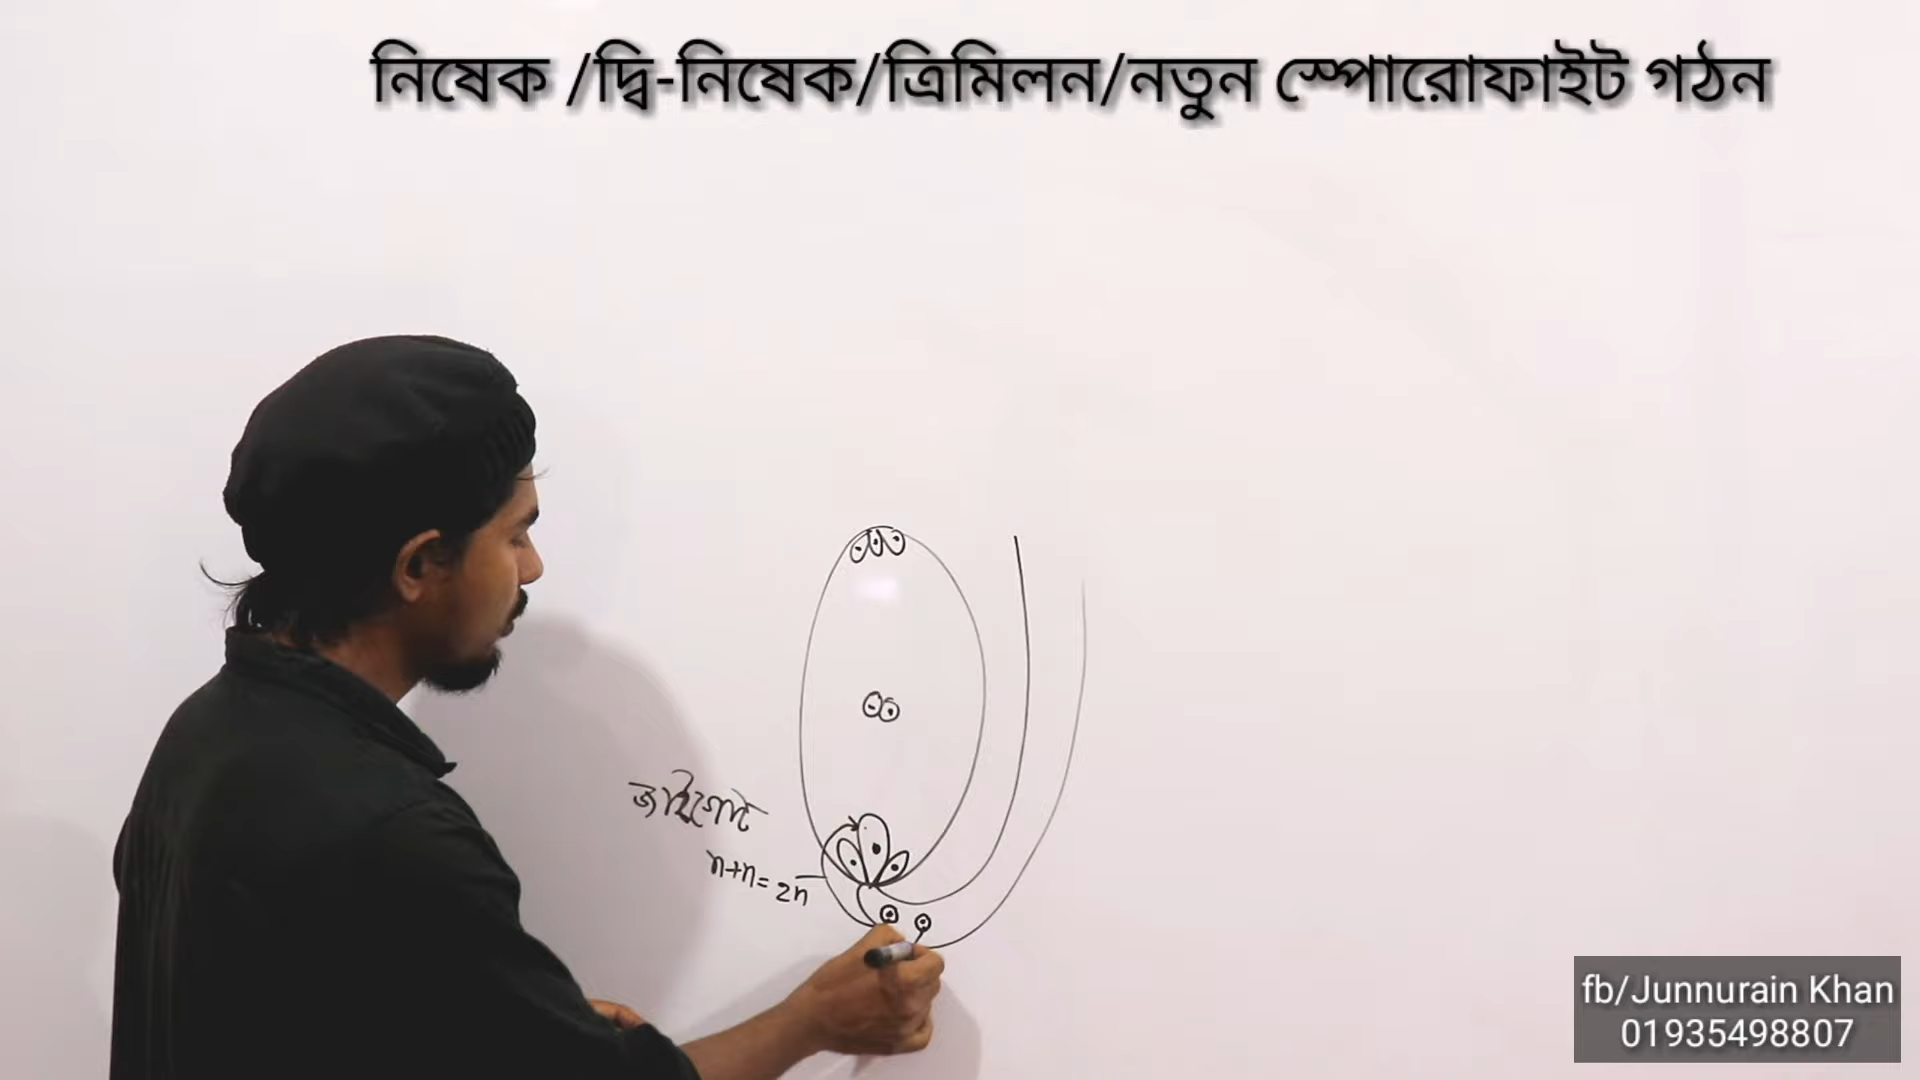 নিষেক /দ্বি-নিষেক/ত্রিমিলন/নতুন স্পোরোফাইট গঠন
জাইগোট
n+n=2n
fb/Junnurain Khan
01935498807